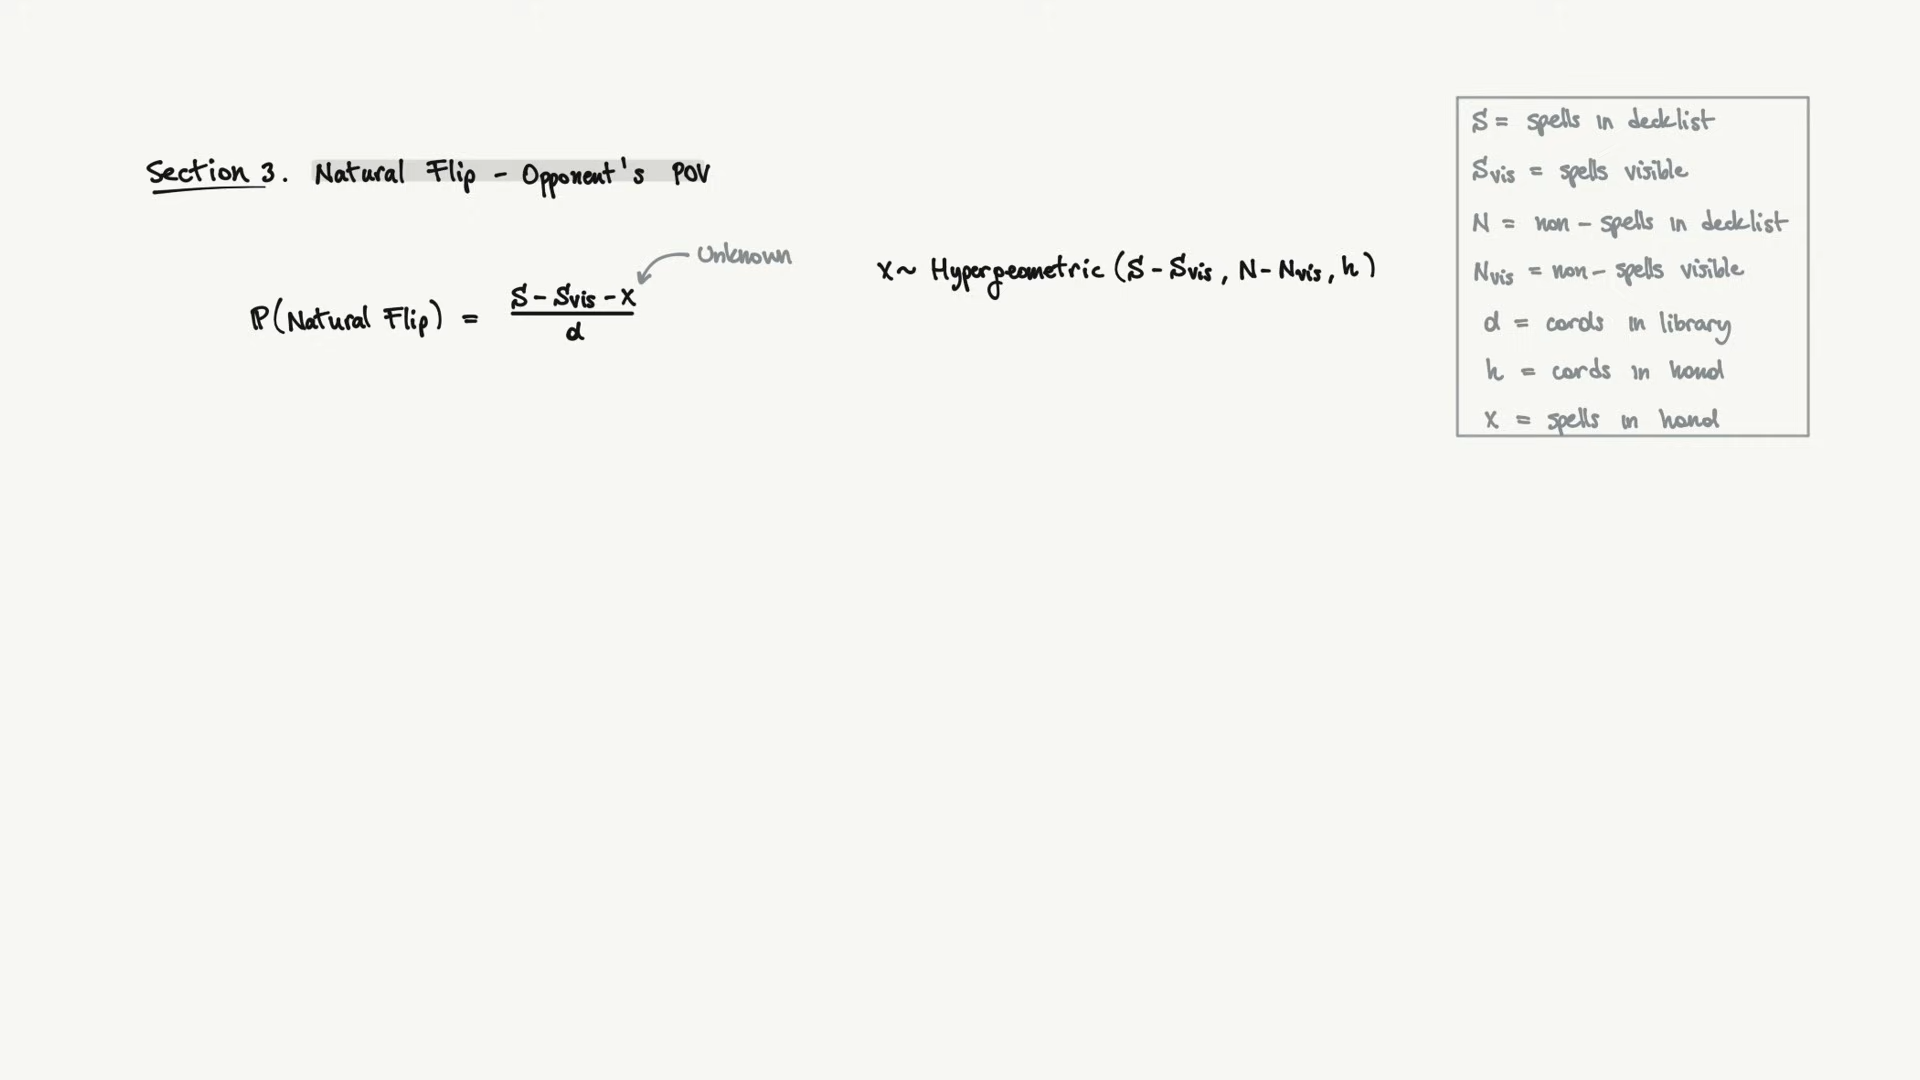 Section 3. Natural Flip - Opponent's POV
Unknown
P(Natural Flip) = (S - Svis - x) / d
x ~ Hypergeometric (S - Svis, N - Nvis, h)
S = spells in decklist
Svis = spells visible
N = non-spells in decklist
Nvis = non-spells visible
d = cards in library
h = cards in hand
x = spells in hand